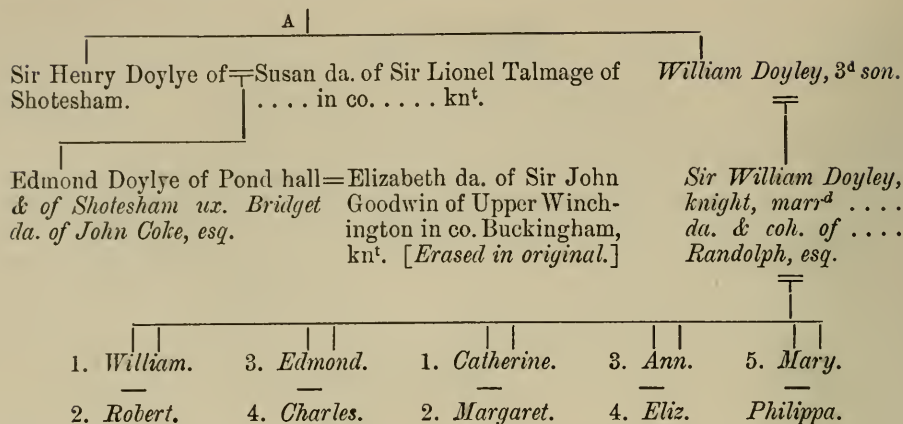 A
Sir Henry Doylye of=Susan da. of Sir Lionel Talmage of
Shotesham. . . . . in co. . . . . . knt.
William Doyley, 3d son.
Edmond Doylye of Pond hall=Elizabeth da. of Sir John
& of Shotesham ux. Bridget Goodwin of Upper Winch-
da. of John Coke, esq. ington in co. Buckingham,
knt. [Erased in original.]
Sir William Doyley,
knight, marrd . . . .
da. & coh. of . . . .
Randolph, esq.
1. William. 3. Edmond. 1. Catherine. 3. Ann. 5. Mary.
2. Robert. 4. Charles. 2. Margaret. 4. Eliz. Philippa.